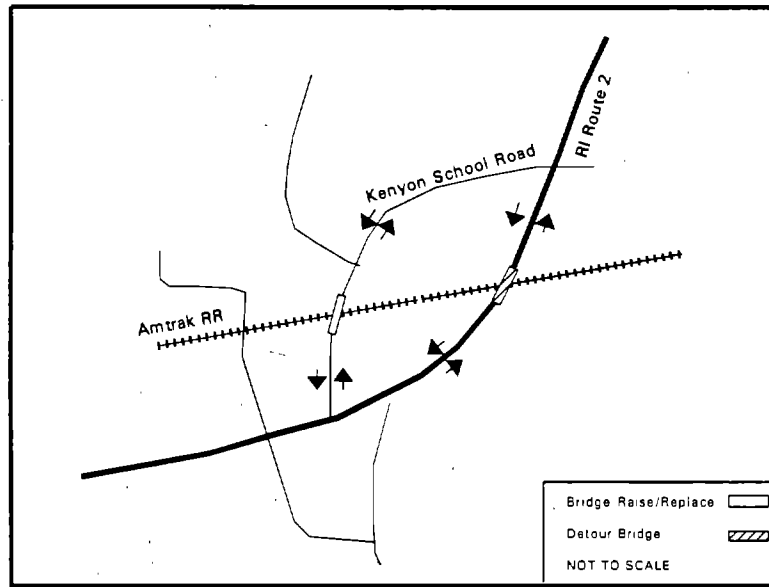 RI Route 2
Kenyon School Road
Amtrak RR
Bridge Raise/Replace
Detour Bridge
NOT TO SCALE